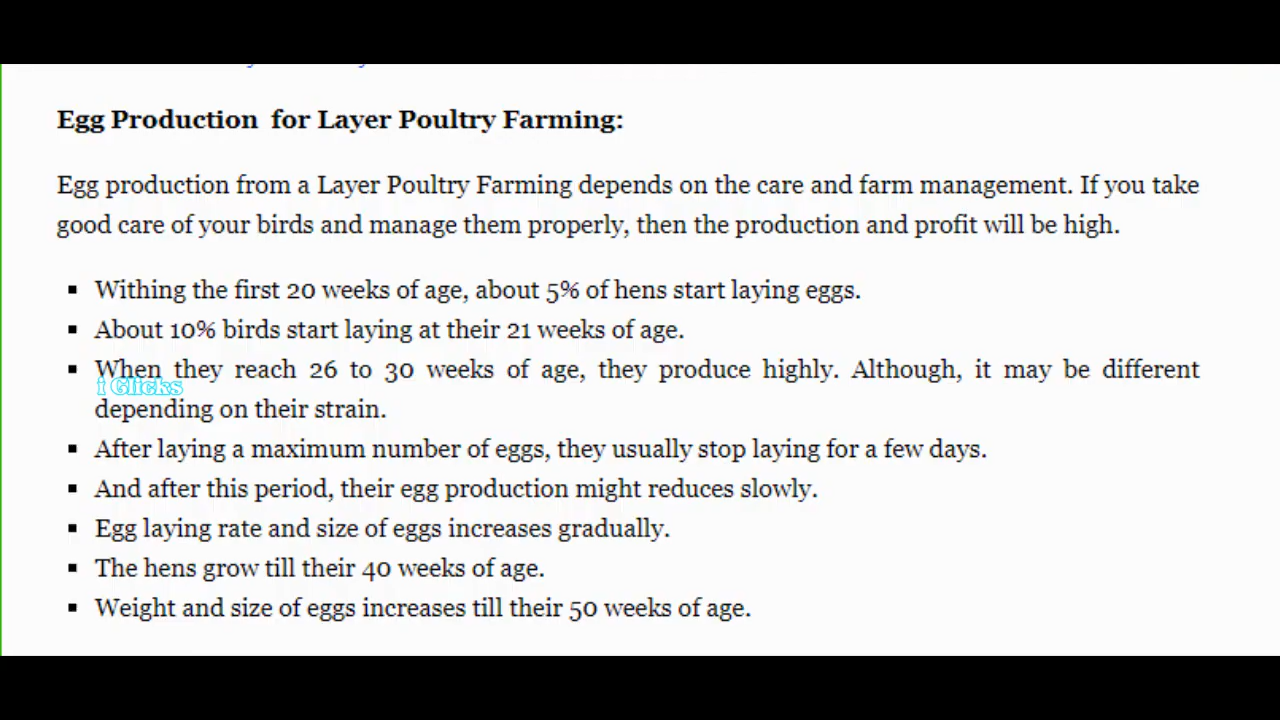 Egg Production for Layer Poultry Farming:
Egg production from a Layer Poultry Farming depends on the care and farm management. If you take
good care of your birds and manage them properly, then the production and profit will be high.
▪ Withing the first 20 weeks of age, about 5% of hens start laying eggs.
▪ About 10% birds start laying at their 21 weeks of age.
▪ When they reach 26 to 30 weeks of age, they produce highly. Although, it may be different
i Clicks
depending on their strain.
▪ After laying a maximum number of eggs, they usually stop laying for a few days.
▪ And after this period, their egg production might reduces slowly.
▪ Egg laying rate and size of eggs increases gradually.
▪ The hens grow till their 40 weeks of age.
▪ Weight and size of eggs increases till their 50 weeks of age.